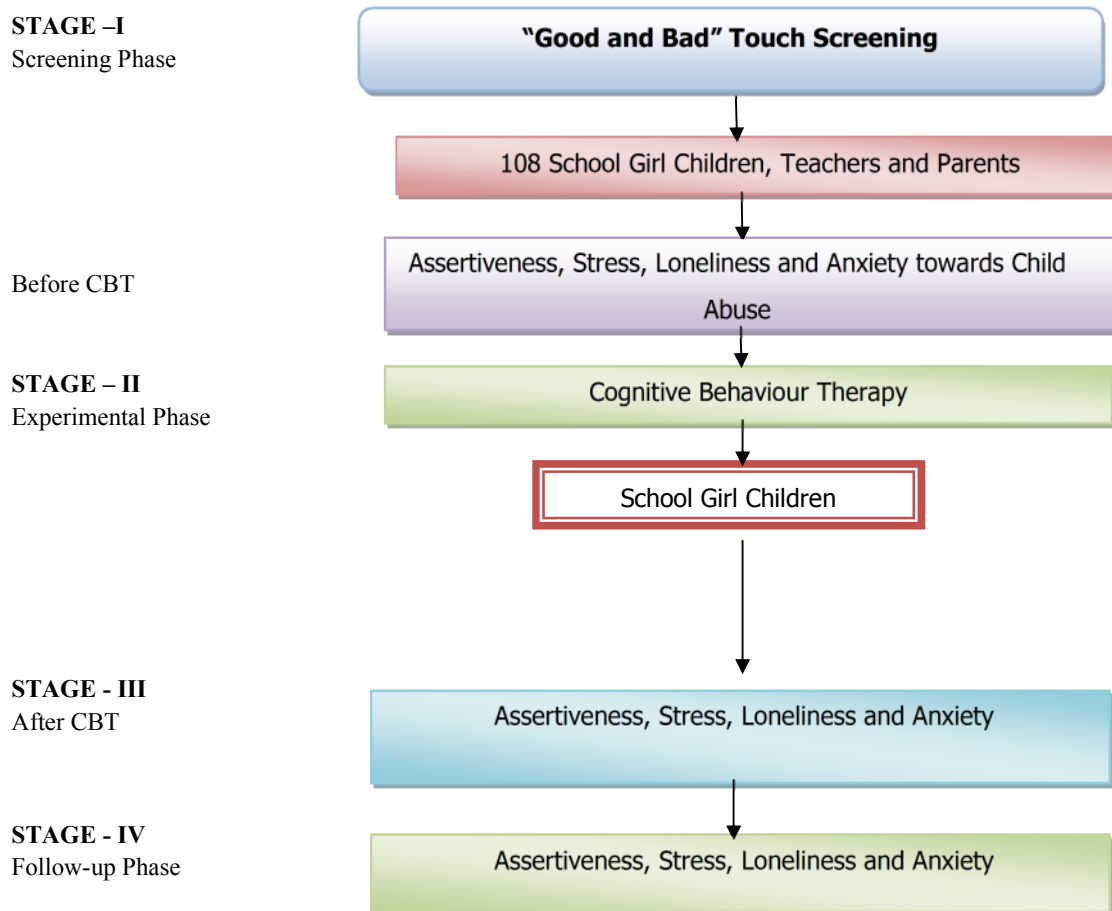 STAGE –I
Screening Phase
“Good and Bad” Touch Screening
108 School Girl Children, Teachers and Parents
Before CBT
Assertiveness, Stress, Loneliness and Anxiety towards Child
Abuse
STAGE – II
Experimental Phase
Cognitive Behaviour Therapy
School Girl Children
STAGE - III
After CBT
Assertiveness, Stress, Loneliness and Anxiety
STAGE - IV
Follow-up Phase
Assertiveness, Stress, Loneliness and Anxiety